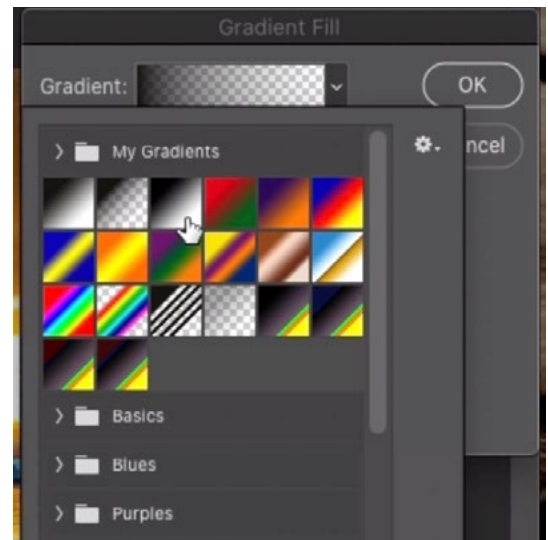 Gradient Fill
Gradient:
OK
ncel
My Gradients
Basics
Blues
Purples